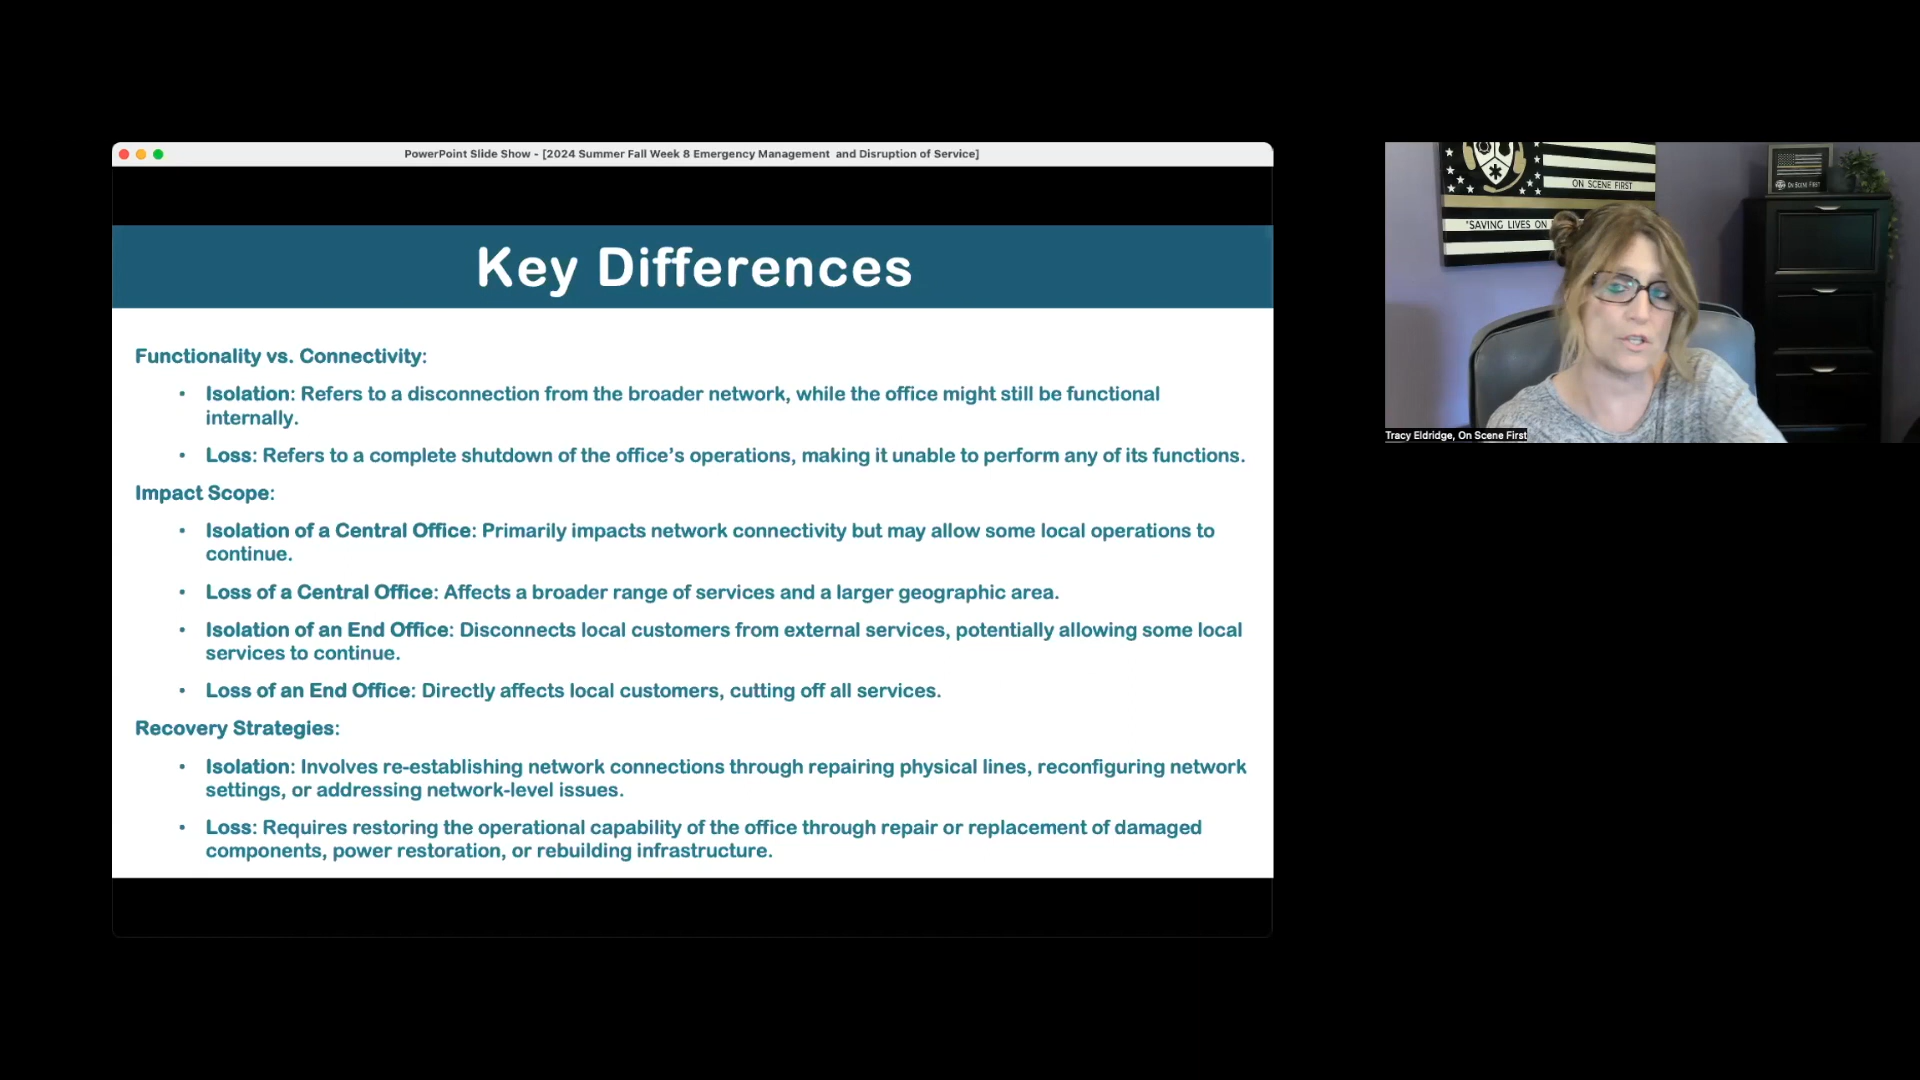 PowerPoint Slide Show - [2024 Summer Fall Week 8 Emergency Management  and Disruption of Service]
Key Differences
Functionality vs. Connectivity:
• Isolation: Refers to a disconnection from the broader network, while the office might still be functional
internally.
• Loss: Refers to a complete shutdown of the office's operations, making it unable to perform any of its functions.
Impact Scope:
• Isolation of a Central Office: Primarily impacts network connectivity but may allow some local operations to
continue.
• Loss of a Central Office: Affects a broader range of services and a larger geographic area.
• Isolation of an End Office: Disconnects local customers from external services, potentially allowing some local
services to continue.
• Loss of an End Office: Directly affects local customers, cutting off all services.
Recovery Strategies:
• Isolation: Involves re-establishing network connections through repairing physical lines, reconfiguring network
settings, or addressing network-level issues.
• Loss: Requires restoring the operational capability of the office through repair or replacement of damaged
components, power restoration, or rebuilding infrastructure.
ON SCENE FIRST
"SAVING LIVES ON
ON SCENE FIRST
Tracy Eldridge, On Scene First